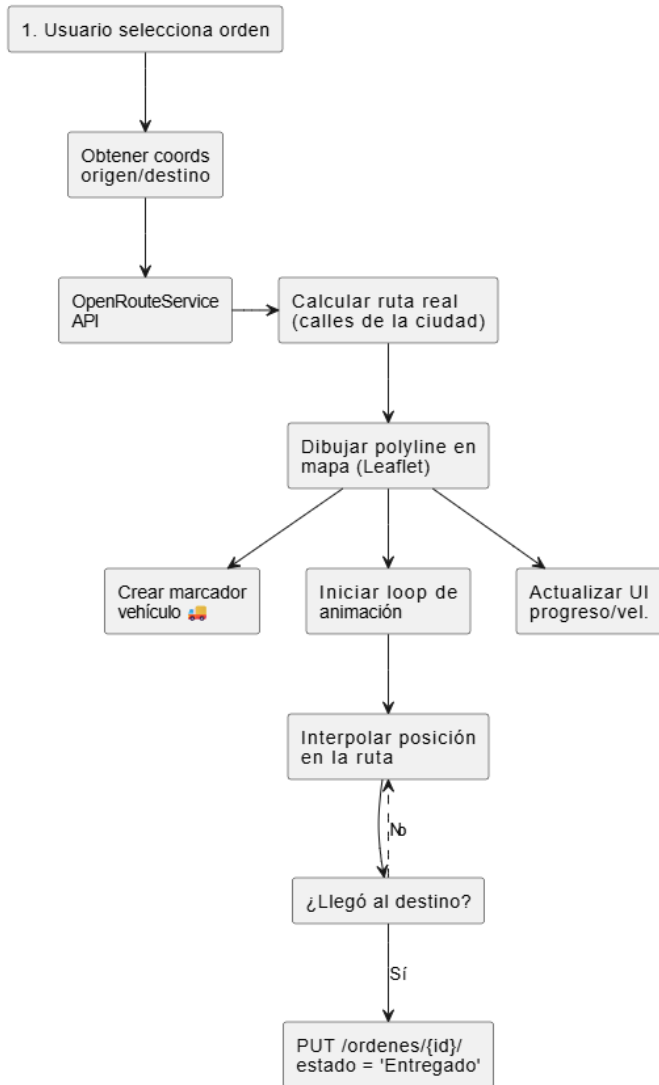 1. Usuario selecciona orden
Obtener coords
origen/destino
OpenRouteService
API
Calcular ruta real
(calles de la ciudad)
Dibujar polyline en
mapa (Leaflet)
Crear marcador
vehículo 🚚
Iniciar loop de
animación
Actualizar UI
progreso/vel.
Interpolar posición
en la ruta
No
¿Llegó al destino?
Sí
PUT /ordenes/{id}/
estado = 'Entregado'